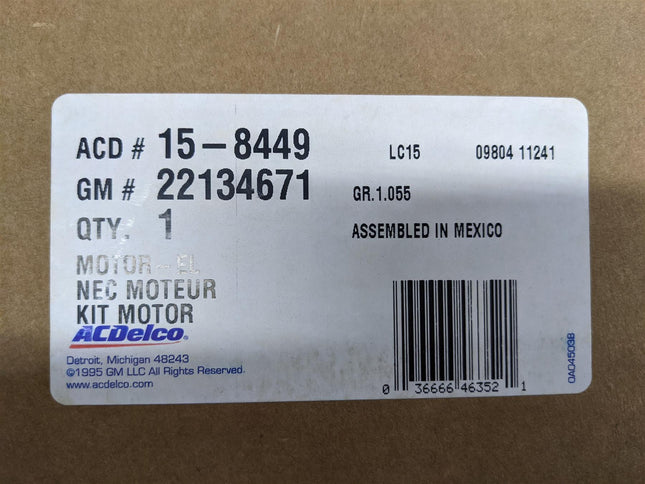 ACD # 15-8449
LC15 09804 11241
GM # 22134671
GR.1.055
QTY. 1
ASSEMBLED IN MEXICO
MOTOR-EL
NEC MOTEUR
KIT MOTOR
ACDelco
Detroit, Michigan 48243
©1995 GM LLC All Rights Reserved.
www.acdelco.com
0 36666 46352 1
0AD4503B